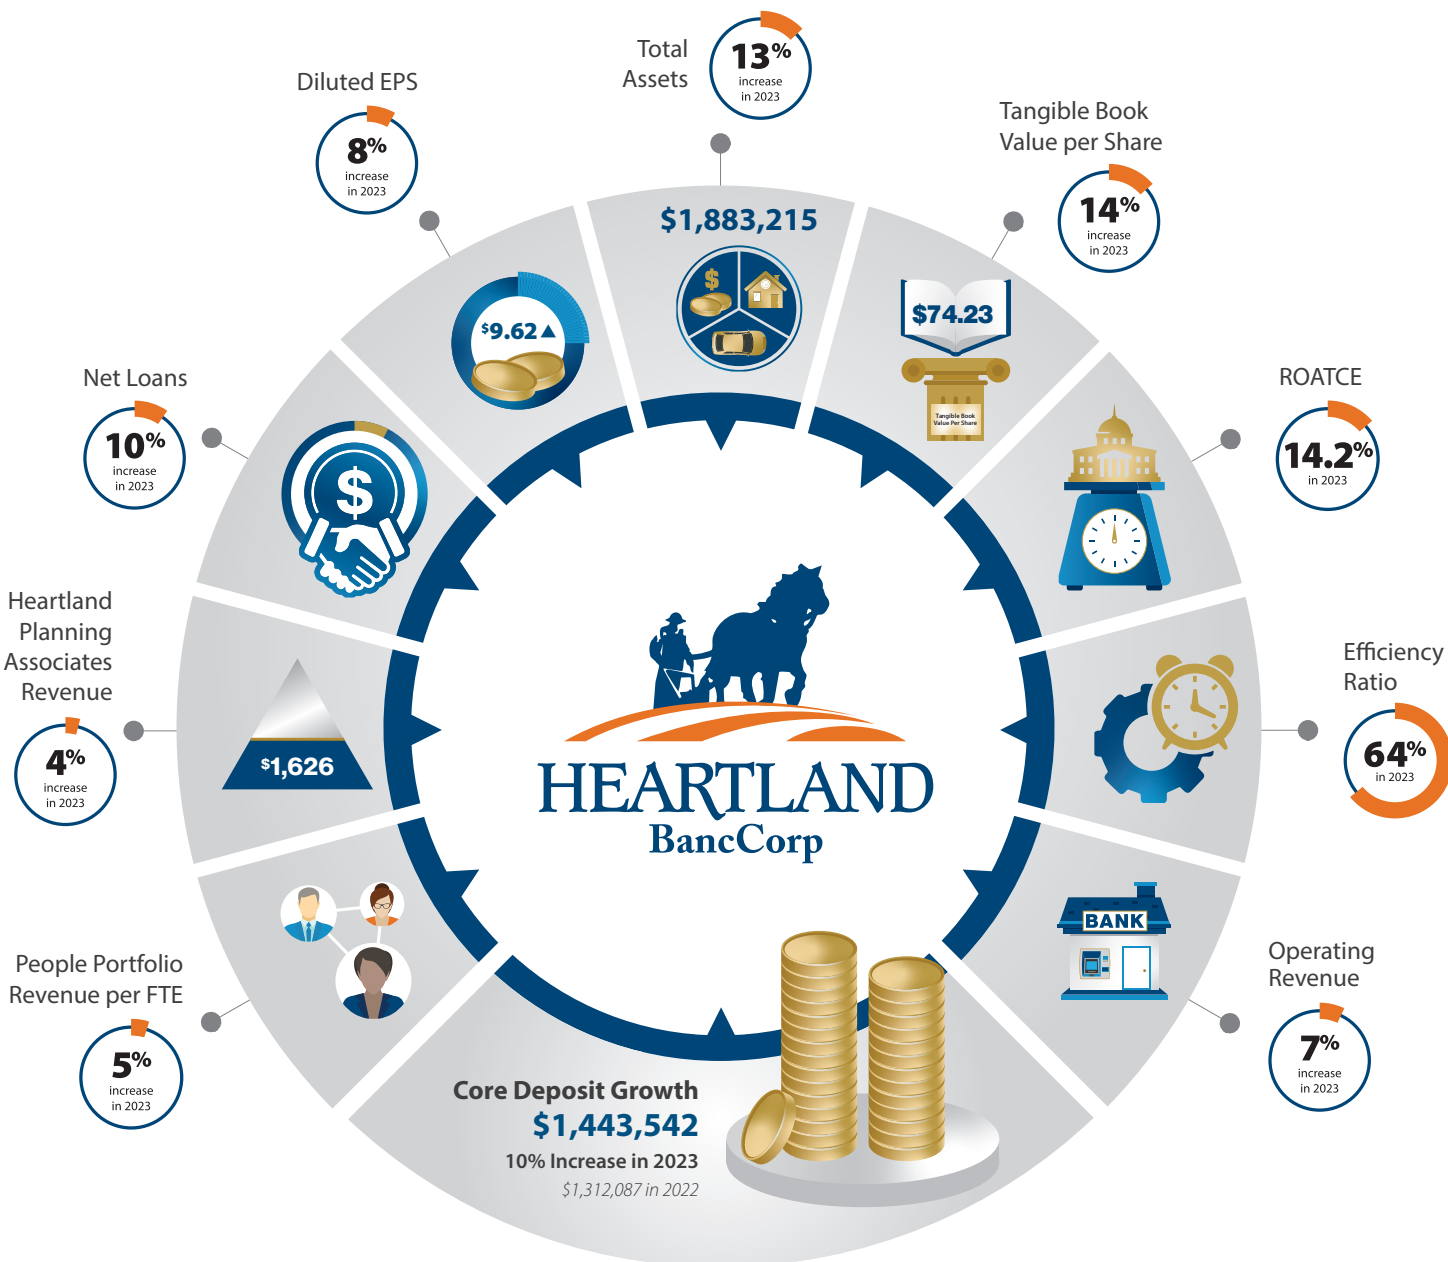 Total
Assets
13%
increase
in 2023
Diluted EPS
8%
increase
in 2023
Tangible Book
Value per Share
14%
increase
in 2023
$1,883,215
$9.62
$
$74.23
Tangible Book
Value Per Share
Net Loans
10%
increase
in 2023
$
ROATCE
14.2%
in 2023
Heartland
Planning
Associates
Revenue
4%
increase
in 2023
$1,626
Efficiency
Ratio
64%
in 2023
HEARTLAND
BancCorp
People Portfolio
Revenue per FTE
5%
increase
in 2023
BANK
Operating
Revenue
7%
increase
in 2023
Core Deposit Growth
$1,443,542
10% Increase in 2023
$1,312,087 in 2022